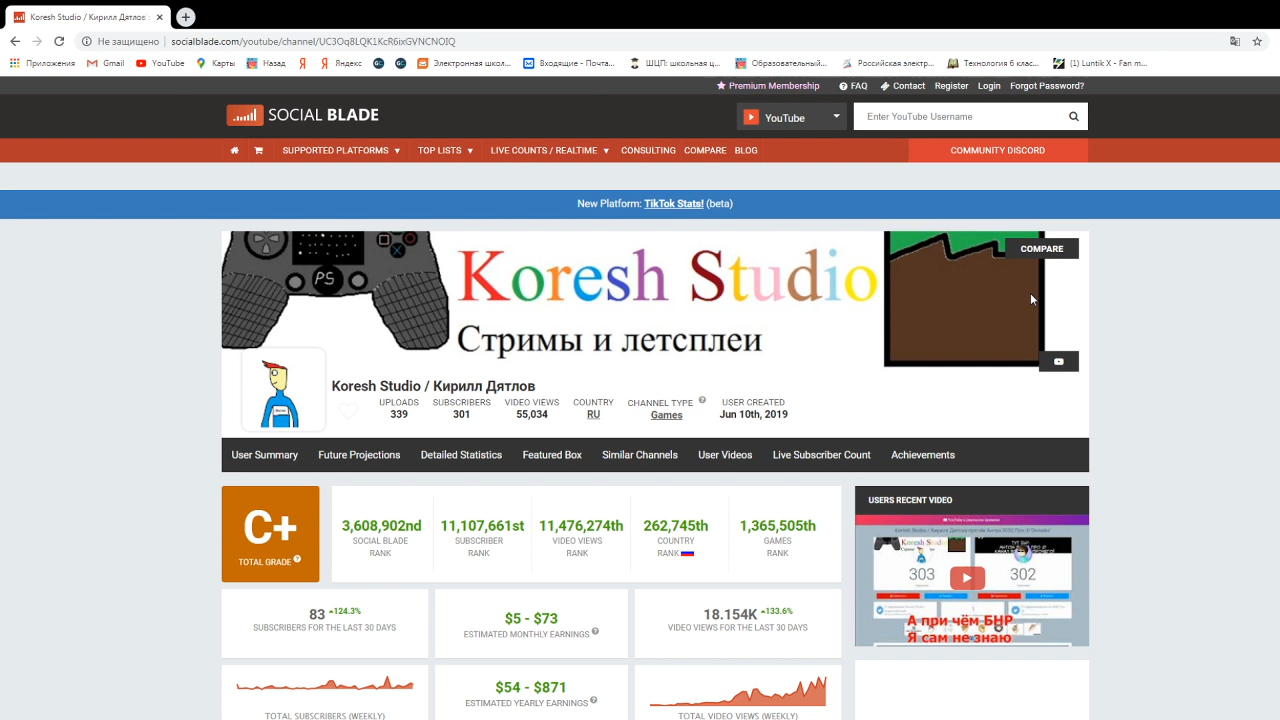 Koresh Studio / Кирилл Дятлов
Не защищено socialblade.com/youtube/channel/UC3Oq8LQK1KcR6ixGVNCNOIQ
Приложения Gmail YouTube Карты Назад Яндекс Электронная школ... Входящие - Почта... ШЦП: школьная ц... Образовательный... Российская электр... Технология 6 клас... (1) Luntik X - Fan m...
Premium Membership FAQ Contact Register Login Forgot Password?
SOCIAL BLADE YouTube Enter YouTube Username
SUPPORTED PLATFORMS TOP LISTS LIVE COUNTS / REALTIME CONSULTING COMPARE BLOG COMMUNITY DISCORD
New Platform: TikTok Stats! (beta)
COMPARE
PS
Koresh Studio
Стримы и летсплеи
Koresh Studio / Кирилл Дятлов
UPLOADS SUBSCRIBERS VIDEO VIEWS COUNTRY CHANNEL TYPE USER CREATED
339 301 55,034 RU Games Jun 10th, 2019
User Summary Future Projections Detailed Statistics Featured Box Similar Channels User Videos Live Subscriber Count Achievements
C+
TOTAL GRADE
3,608,902nd 11,107,661st 11,476,274th 262,745th 1,365,505th
SOCIAL BLADE SUBSCRIBER VIDEO VIEWS COUNTRY GAMES
RANK RANK RANK RANK RANK
USERS RECENT VIDEO
303 302
А при чём БНР
Я сам не знаю
83 124.3%
SUBSCRIBERS FOR THE LAST 30 DAYS
$5 - $73
ESTIMATED MONTHLY EARNINGS
18.154K 133.6%
VIDEO VIEWS FOR THE LAST 30 DAYS
$54 - $871
ESTIMATED YEARLY EARNINGS
TOTAL SUBSCRIBERS (WEEKLY)
TOTAL VIDEO VIEWS (WEEKLY)